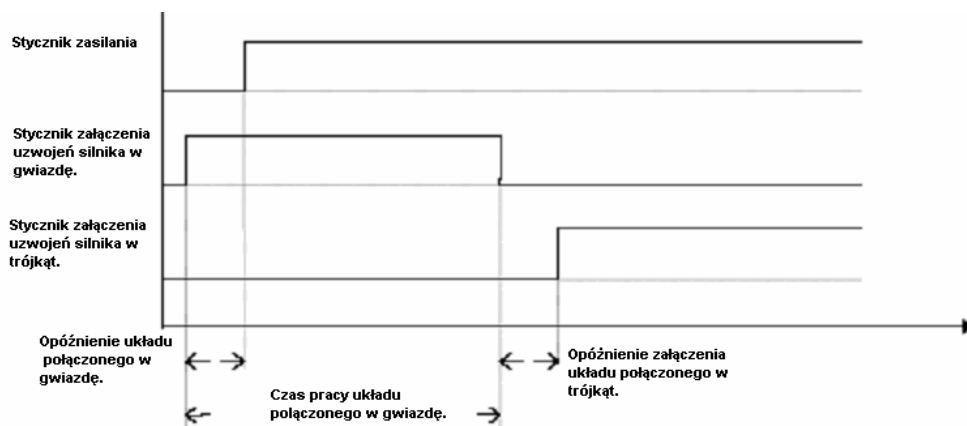 Stycznik zasilania
Stycznik załączenia
uzwojeń silnika w
gwiazdę.
Stycznik załączenia
uzwojeń silnika w
trójkąt.
Opóźnienie układu
połączonego w
gwiazdę.
Opóźnienie załączenia
układu połączonego w
trójkąt.
Czas pracy układu
polączonego w gwiazdę.